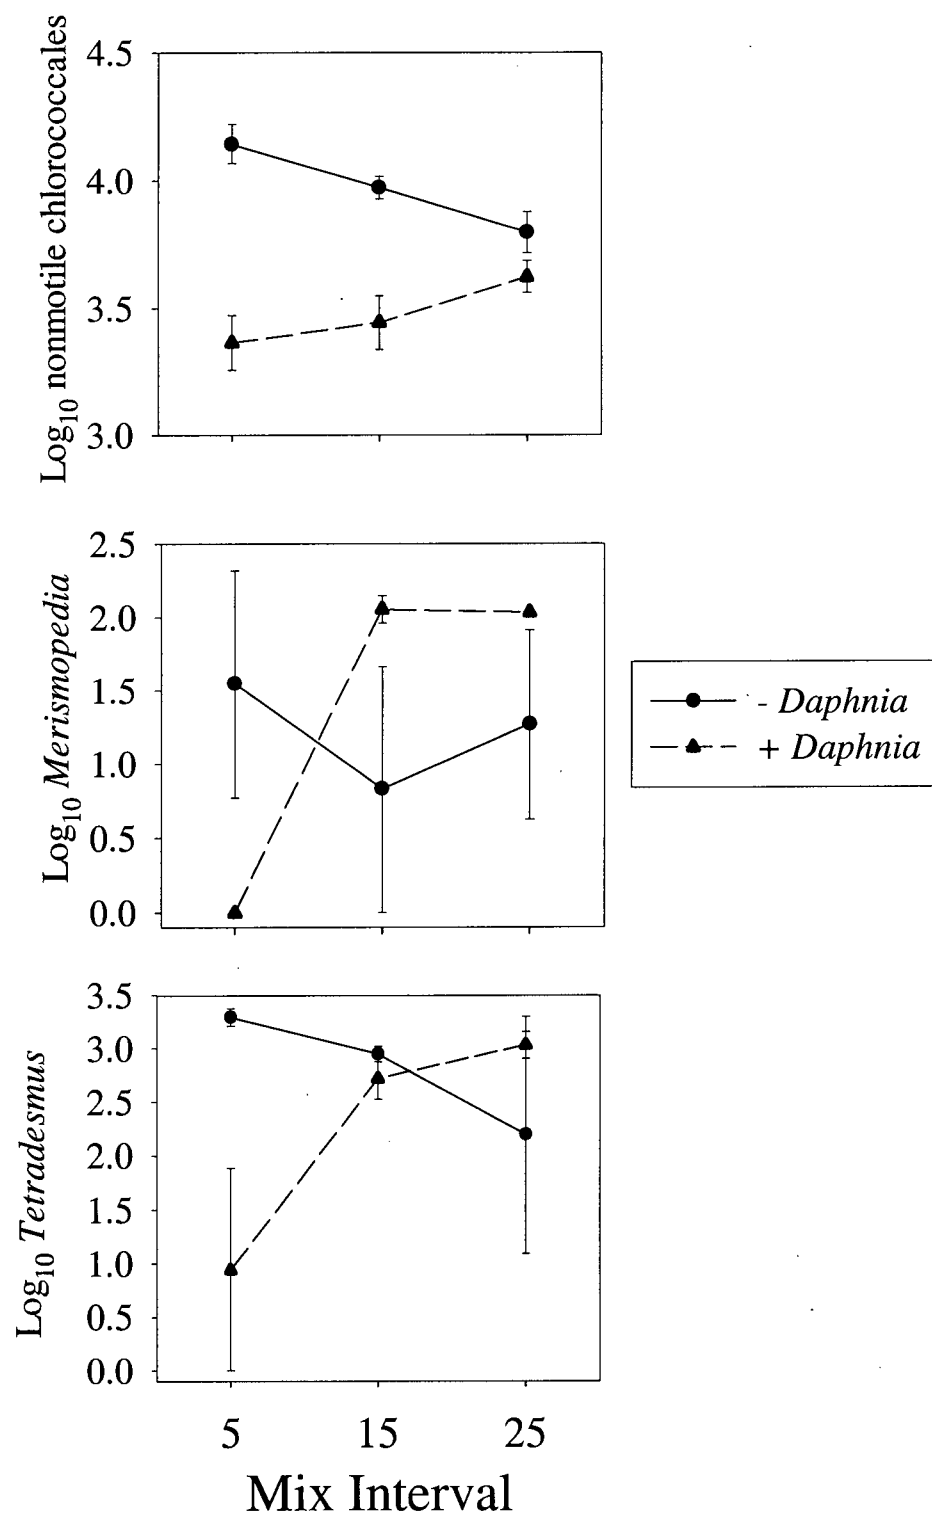 Log10 nonmotile chlorococcales
4.5
4.0
3.5
3.0
Log10 Merismopedia
2.5
2.0
1.5
1.0
0.5
0.0
- Daphnia
+ Daphnia
Log10 Tetradesmus
3.5
3.0
2.5
2.0
1.5
1.0
0.5
0.0
5 15 25
Mix Interval